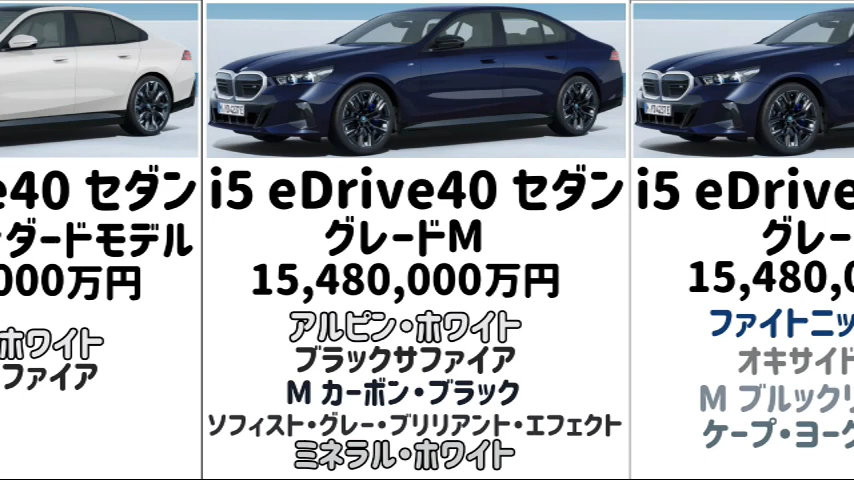 e40 セダン
ダードモデル
000万円
ホワイト
ファイア
i5 eDrive40 セダン
グレードM
15,480,000万円
アルピン・ホワイト
ブラックサファイア
M カーボン・ブラック
ソフィスト・グレー・ブリリアント・エフェクト
ミネラル・ホワイト
i5 eDrive
グレー
15,480,0
ファイトニッ
オキサイド
M ブルックリ
ケープ・ヨーク